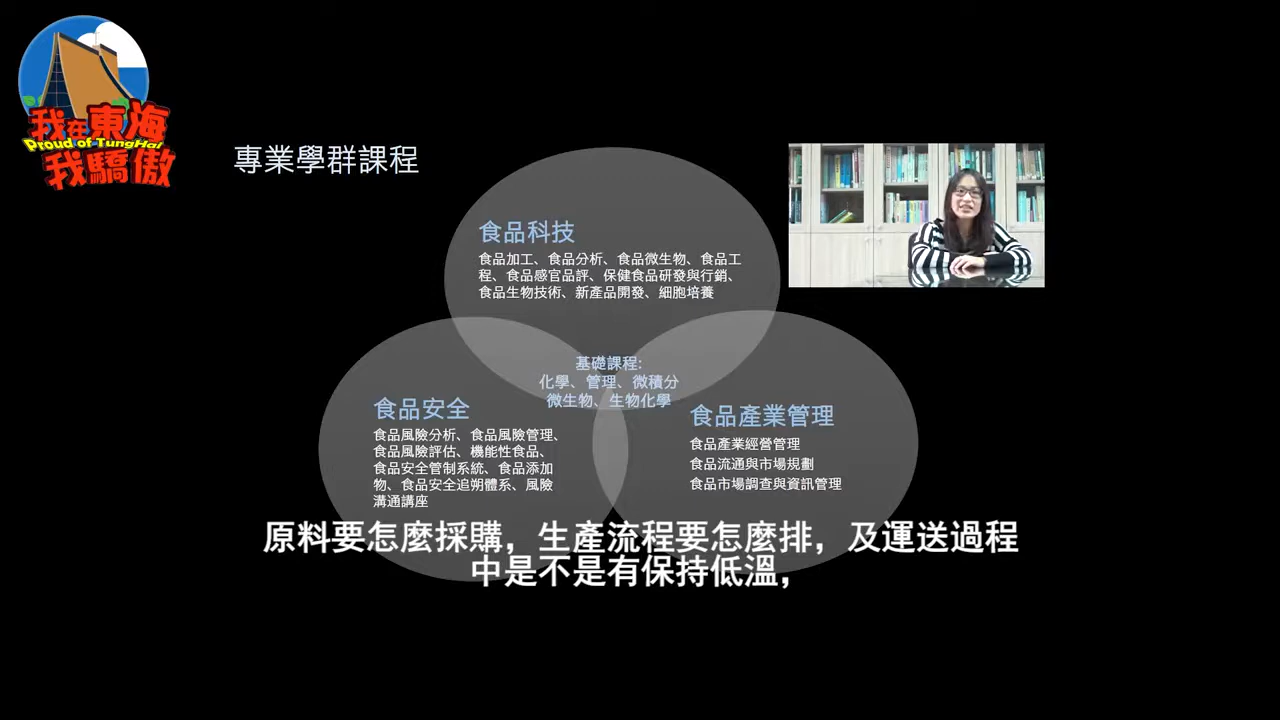 我在東海
Proud of TungHai
我驕傲
專業學群課程
食品科技
食品加工、食品分析、食品微生物、食品工
程、食品感官品評、保健食品研發與行銷、
食品生物技術、新產品開發、細胞培養
基礎課程:
化學、管理、微積分
微生物、生物化學
食品安全
食品風險分析、食品風險管理、
食品風險評估、機能性食品、
食品安全管制系統、食品添加
物、食品安全追朔體系、風險
溝通講座
食品產業管理
食品產業經營管理
食品流通與市場規劃
食品市場調查與資訊管理
原料要怎麼採購，生產流程要怎麼排，及運送過程
中是不是有保持低溫，